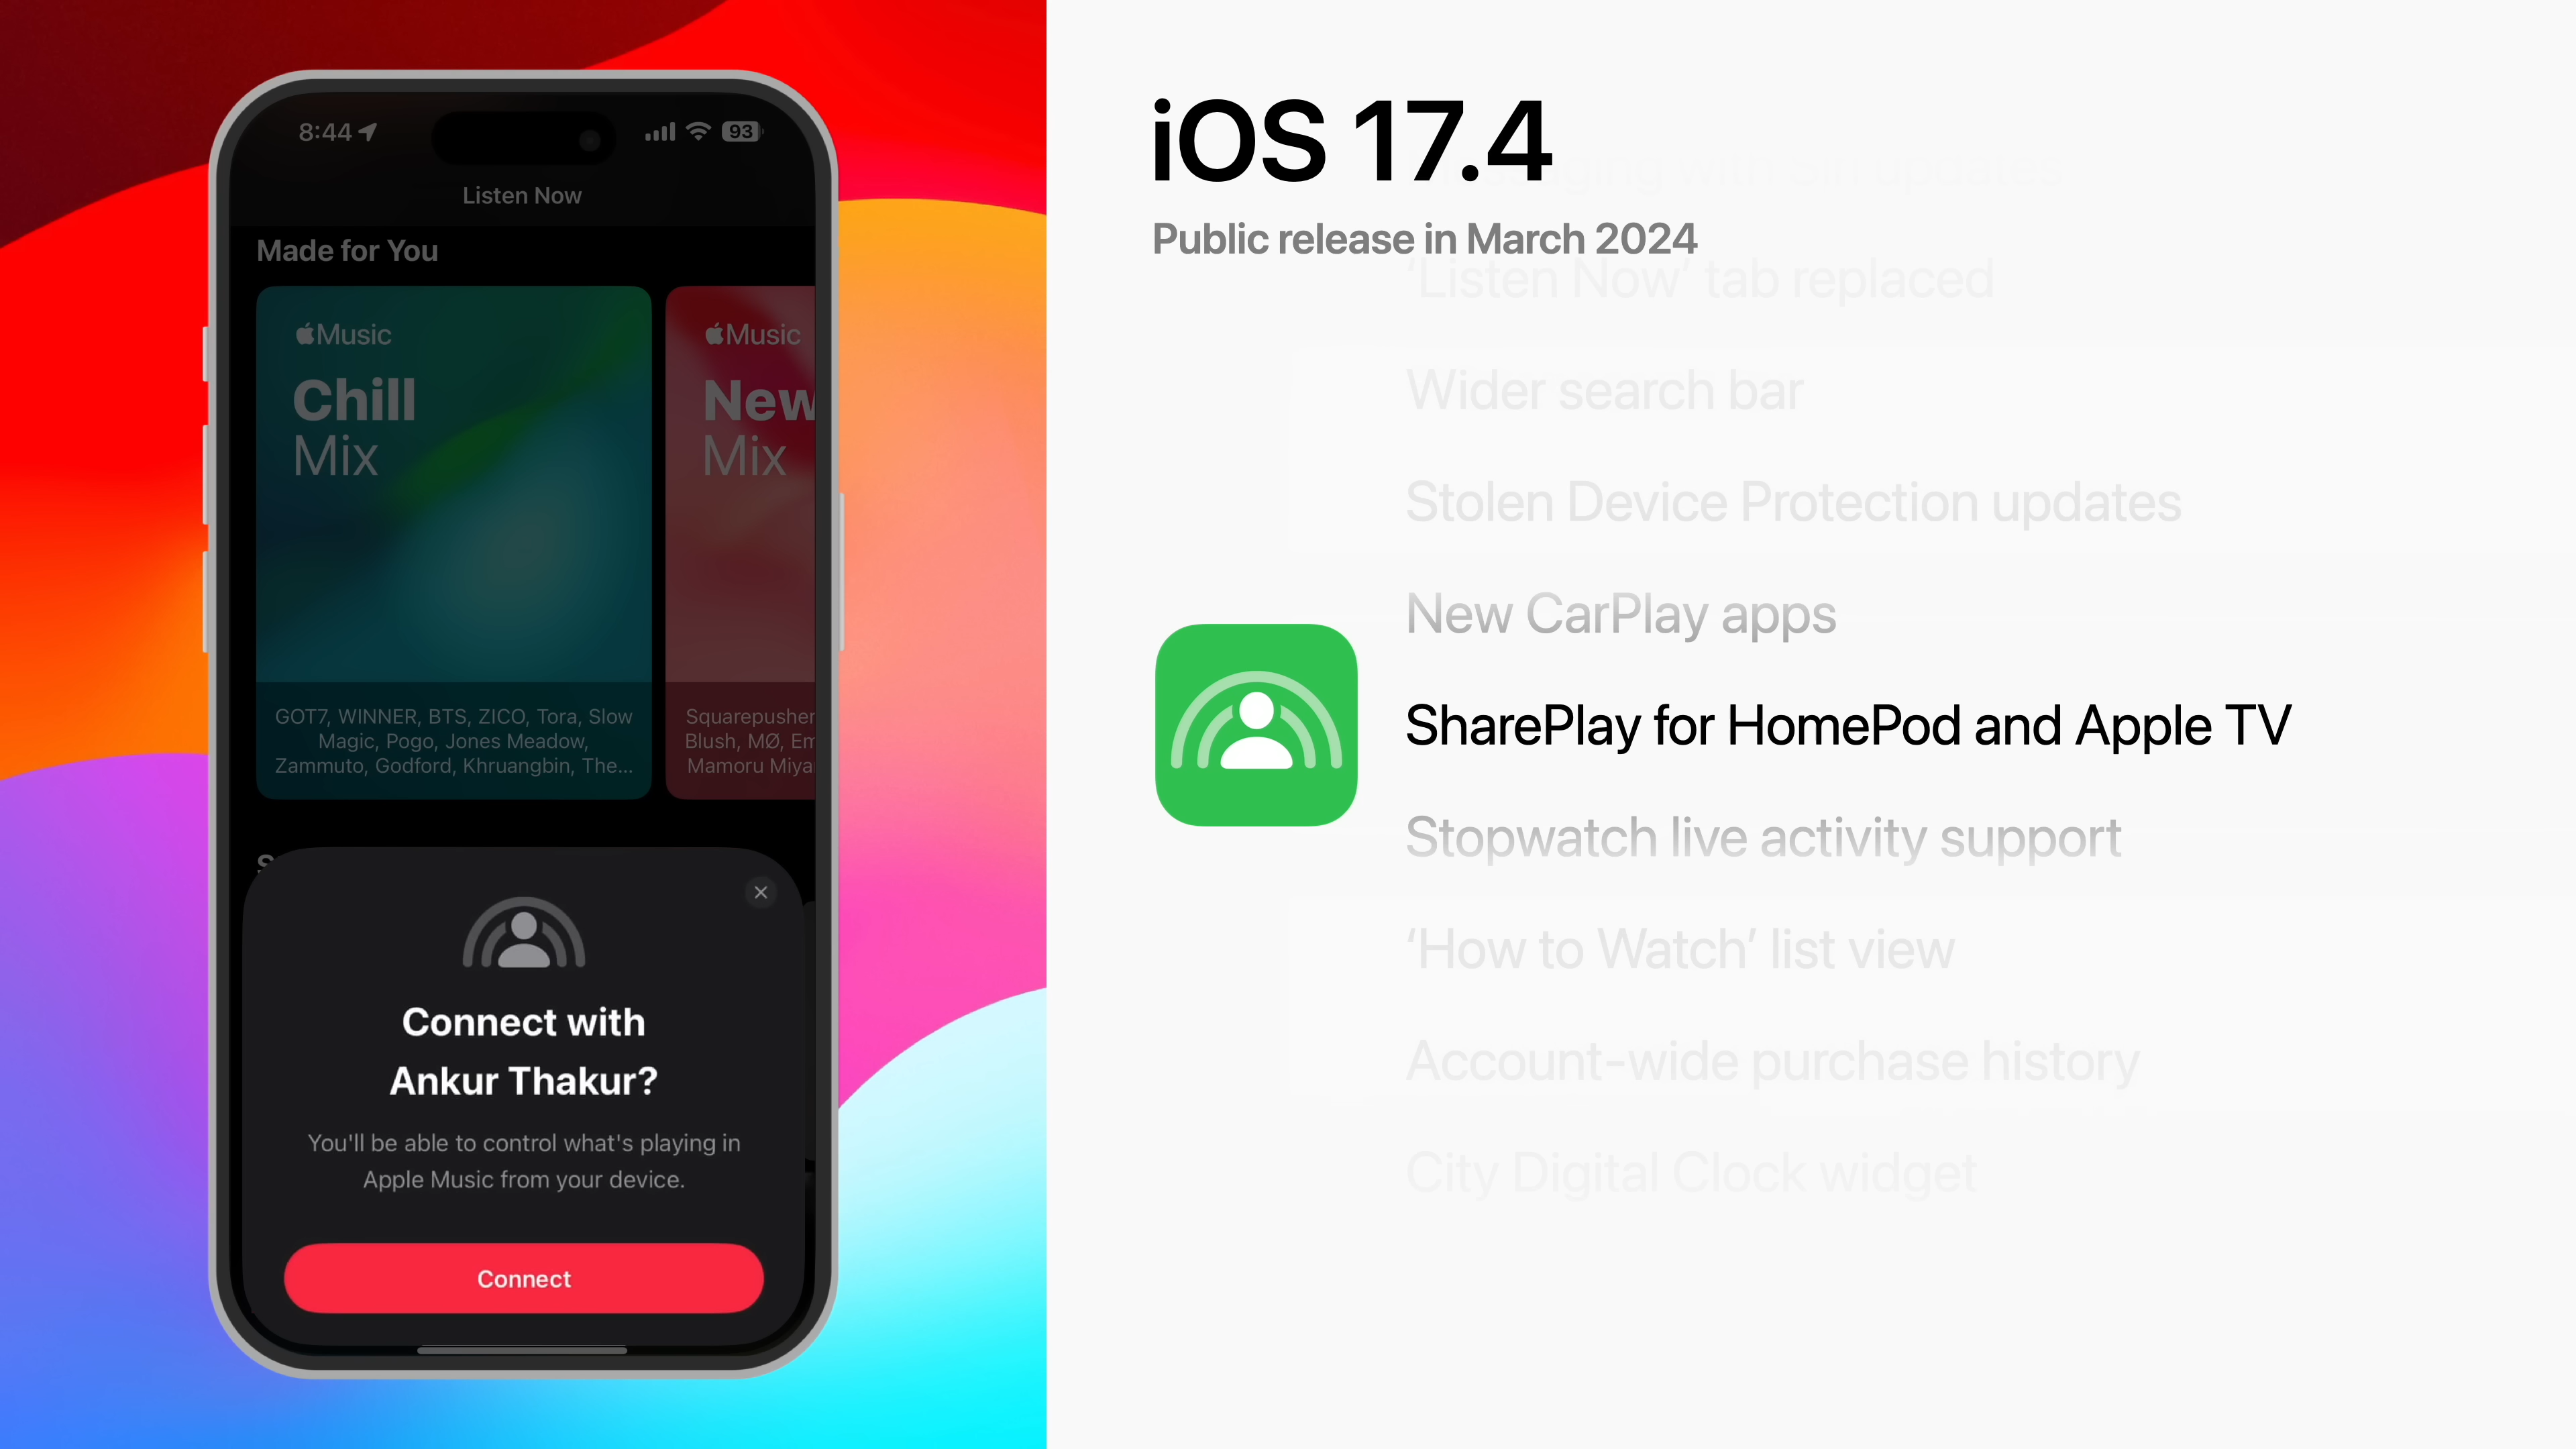 8:44
93
Listen Now
Made for You
Music
Chill
Mix
GOT7, WINNER, BTS, ZICO, Tora, Slow
Magic, Pogo, Jones Meadow,
Zammuto, Godford, Khruangbin, The...
Music
New
Mix
Squarepusher
Blush, MØ, Em
Mamoru Miya
S
Connect with
Ankur Thakur?
You'll be able to control what's playing in
Apple Music from your device.
Connect
iOS 17.4
Public release in March 2024
‘Listen Now’ tab replaced
Wider search bar
Stolen Device Protection updates
New CarPlay apps
SharePlay for HomePod and Apple TV
Stopwatch live activity support
‘How to Watch’ list view
Account-wide purchase history
City Digital Clock widget